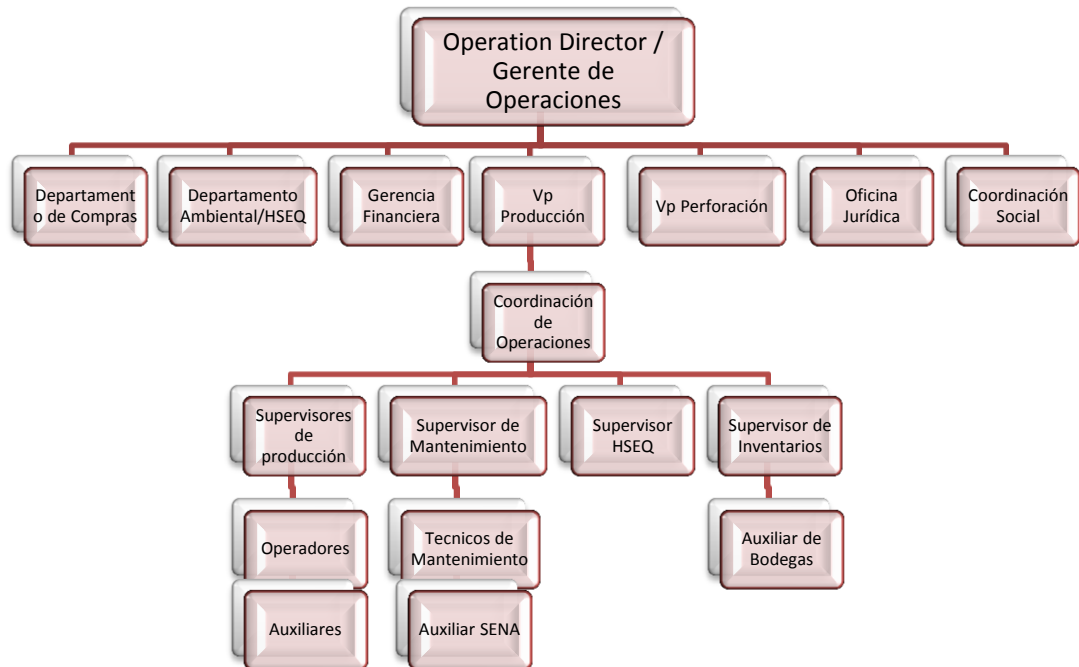 Operation Director /
Gerente de
Operaciones
Departament
o de Compras
Departamento
Ambiental/HSEQ
Gerencia
Financiera
Vp
Producción
Vp Perforación
Oficina
Jurídica
Coordinación
Social
Coordinación
de
Operaciones
Supervisores
de
producción
Supervisor de
Mantenimiento
Supervisor
HSEQ
Supervisor de
Inventarios
Operadores
Tecnicos de
Mantenimiento
Auxiliar de
Bodegas
Auxiliares
Auxiliar SENA